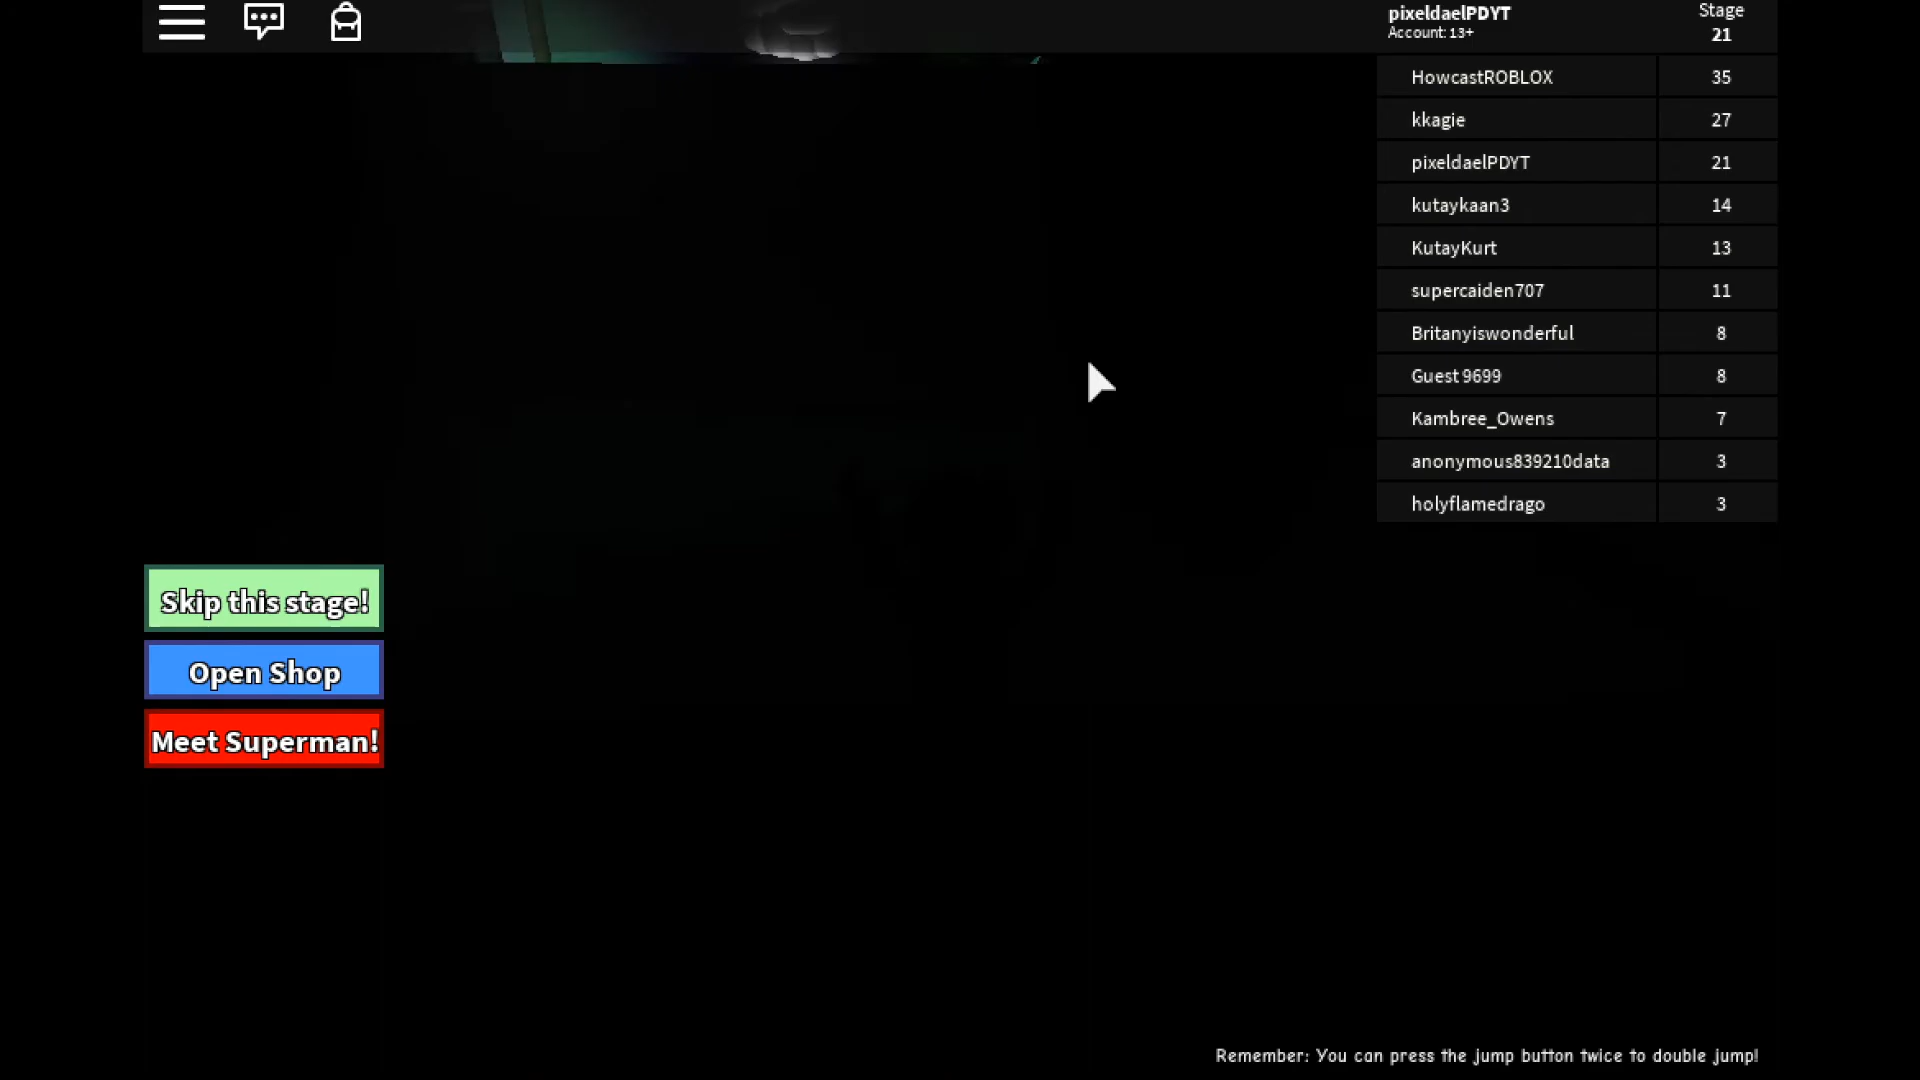 pixeldaelPDYT Stage
Account: 13+ 21
HowcastROBLOX 35
kkagie 27
pixeldaelPDYT 21
kutaykaan3 14
KutayKurt 13
supercaiden707 11
Britanyiswonderful 8
Guest 9699 8
Kambree_Owens 7
anonymous839210data 3
holyflamedrago 3
Skip this stage!
Open Shop
Meet Superman!
Remember: You can press the jump button twice to double jump!